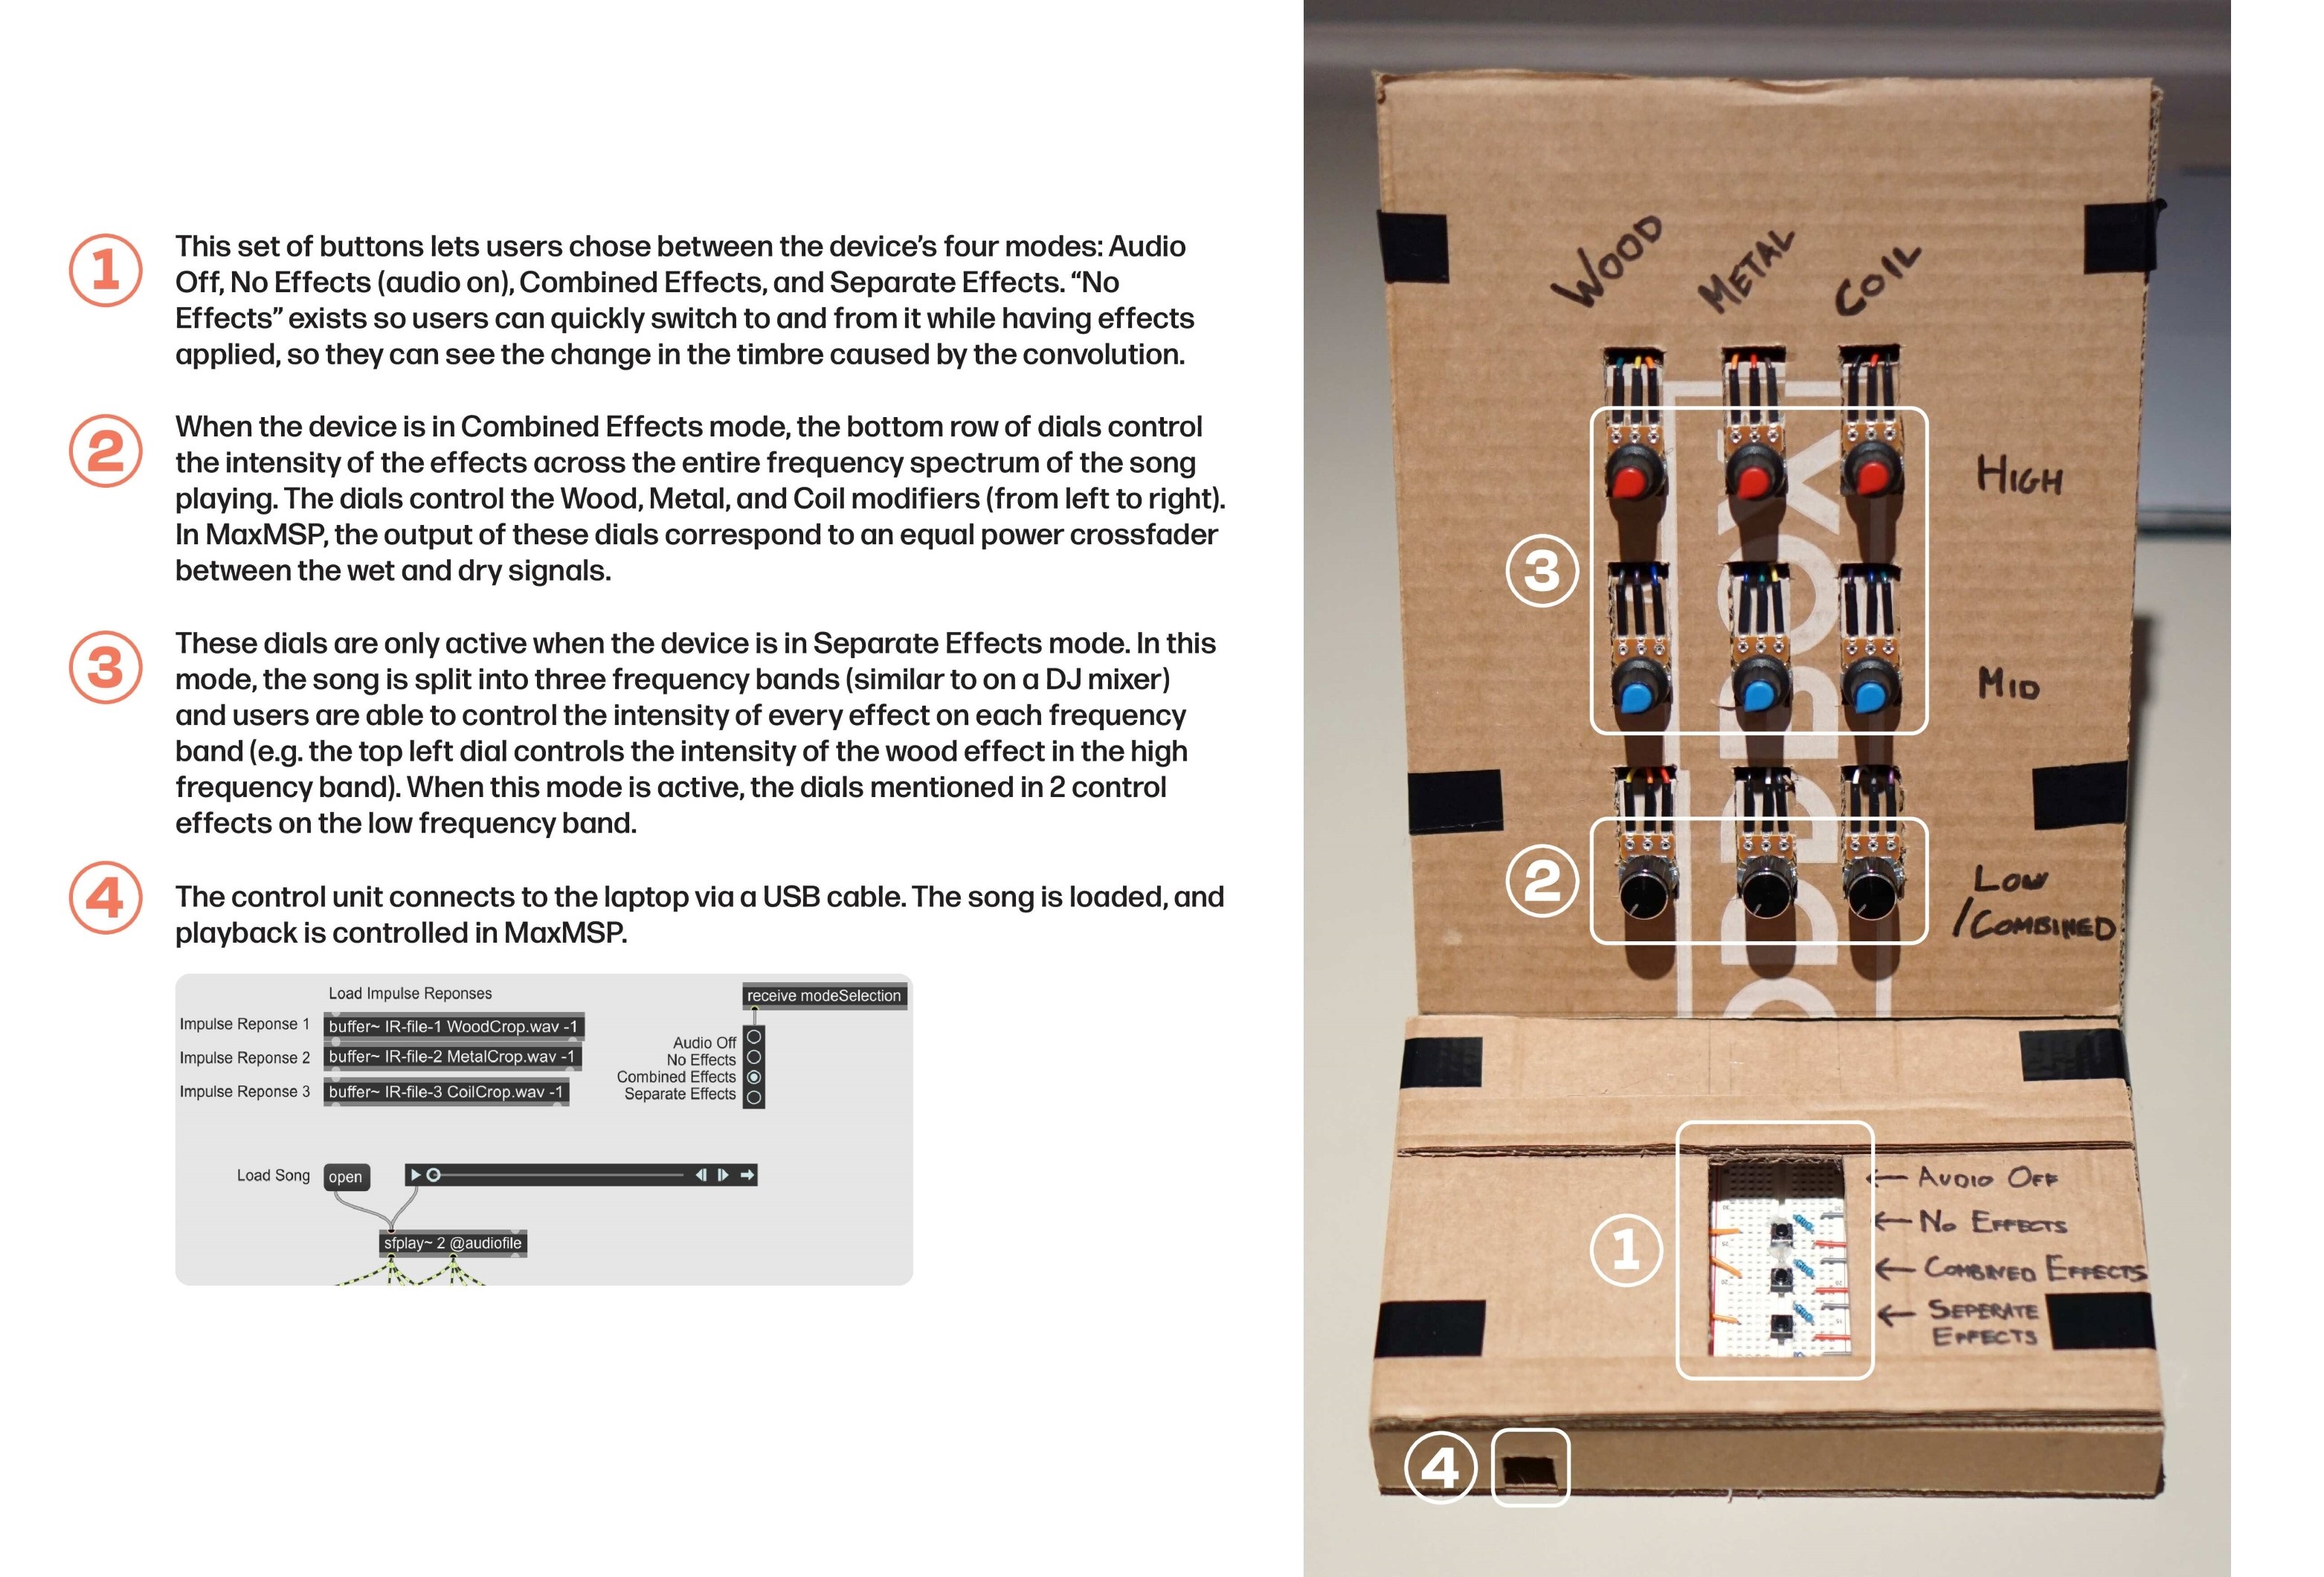 1
This set of buttons lets users chose between the device's four modes: Audio
Off, No Effects (audio on), Combined Effects, and Separate Effects. “No
Effects” exists so users can quickly switch to and from it while having effects
applied, so they can see the change in the timbre caused by the convolution.
2
When the device is in Combined Effects mode, the bottom row of dials control
the intensity of the effects across the entire frequency spectrum of the song
playing. The dials control the Wood, Metal, and Coil modifiers (from left to right).
In MaxMSP, the output of these dials correspond to an equal power crossfader
between the wet and dry signals.
3
These dials are only active when the device is in Separate Effects mode. In this
mode, the song is split into three frequency bands (similar to on a DJ mixer)
and users are able to control the intensity of every effect on each frequency
band (e.g. the top left dial controls the intensity of the wood effect in the high
frequency band). When this mode is active, the dials mentioned in 2 control
effects on the low frequency band.
4
The control unit connects to the laptop via a USB cable. The song is loaded, and
playback is controlled in MaxMSP.
Load Impulse Reponses
Impulse Reponse 1 buffer~ IR-file-1 WoodCrop.wav -1
Impulse Reponse 2 buffer~ IR-file-2 MetalCrop.wav -1
Impulse Reponse 3 buffer~ IR-file-3 CoilCrop.wav -1
receive modeSelection
Audio Off
No Effects
Combined Effects
Separate Effects
Load Song open
sfplay~ 2 @audiofile
WOOD METAL COIL
HIGH
3
MID
2
LOW
/COMBINED
AUDIO OFF
NO EFFECTS
1
COMBINED EFFECTS
SEPERATE
EFFECTS
4